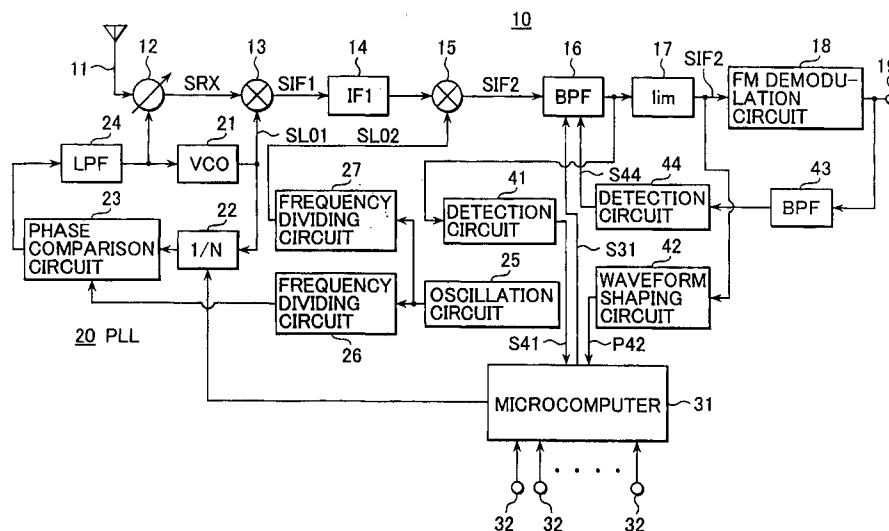 10
11
12
SRX
13
SIF1
14
IF1
15
SIF2
16
BPF
17
lim
SIF2
18
FM DEMODU-
LATION
CIRCUIT
19
24
LPF
21
VCO
SL01
SL02
23
PHASE
COMPARISON
CIRCUIT
22
1/N
27
FREQUENCY
DIVIDING
CIRCUIT
FREQUENCY
DIVIDING
CIRCUIT
26
25
OSCILLATION
CIRCUIT
41
DETECTION
CIRCUIT
S44
44
DETECTION
CIRCUIT
43
BPF
S31
42
WAVEFORM
SHAPING
CIRCUIT
20 PLL
S41
P42
MICROCOMPUTER
31
32
32
32